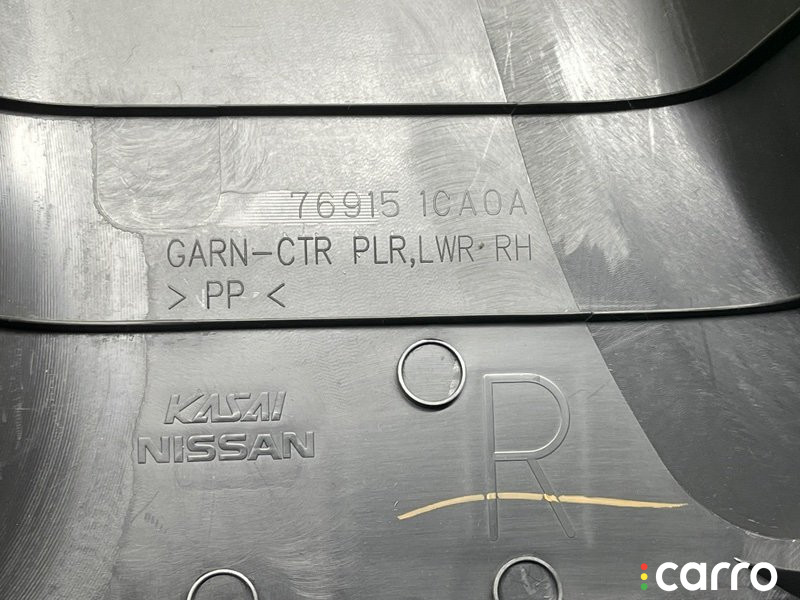 76915 1CA0A
GARN-CTR PLR,LWR RH
> PP <
KASAI
NISSAN
R
carro